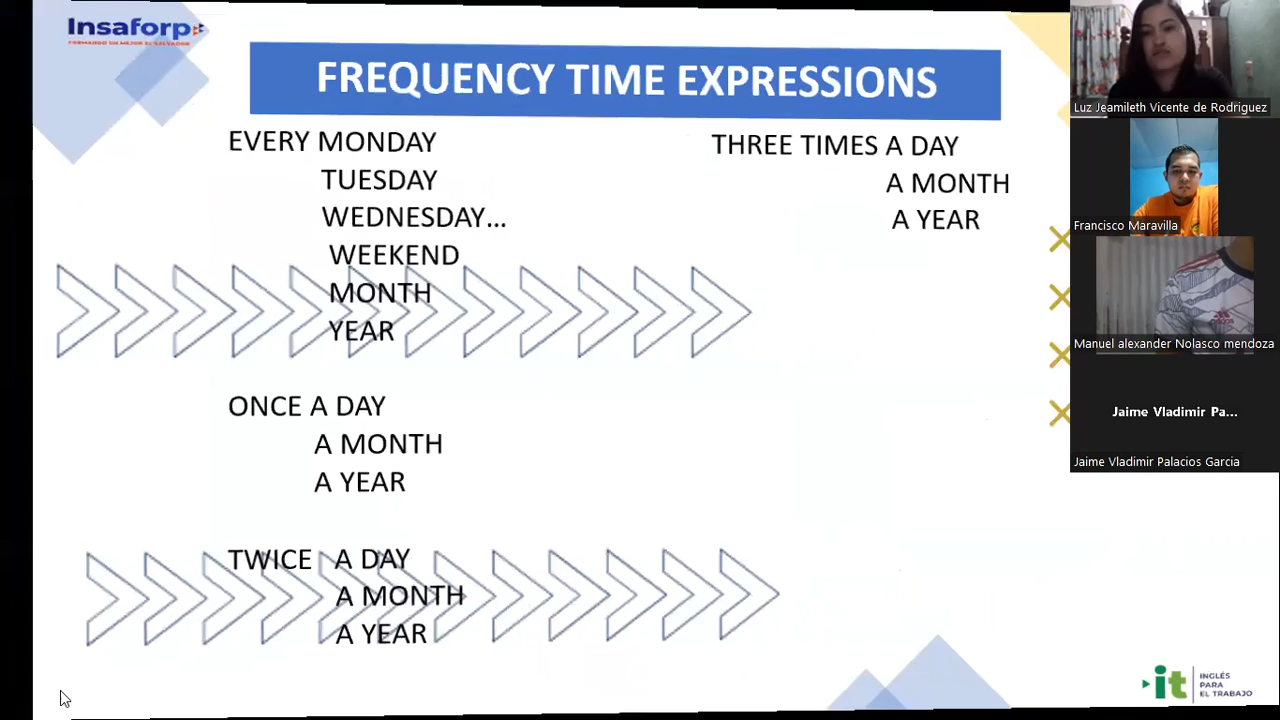 Insaforp
FORMANDO UN MEJOR EL SALVADOR
FREQUENCY TIME EXPRESSIONS
EVERY MONDAY
TUESDAY
WEDNESDAY...
WEEKEND
MONTH
YEAR
ONCE A DAY
A MONTH
A YEAR
TWICE A DAY
A MONTH
A YEAR
THREE TIMES A DAY
A MONTH
A YEAR
Luz Jeamileth Vicente de Rodriguez
Francisco Maravilla
adidas
Manuel alexander Nolasco mendoza
Jaime Vladimir Pa...
Jaime Vladimir Palacios Garcia
it
INGLÉS
PARA
EL TRABAJO